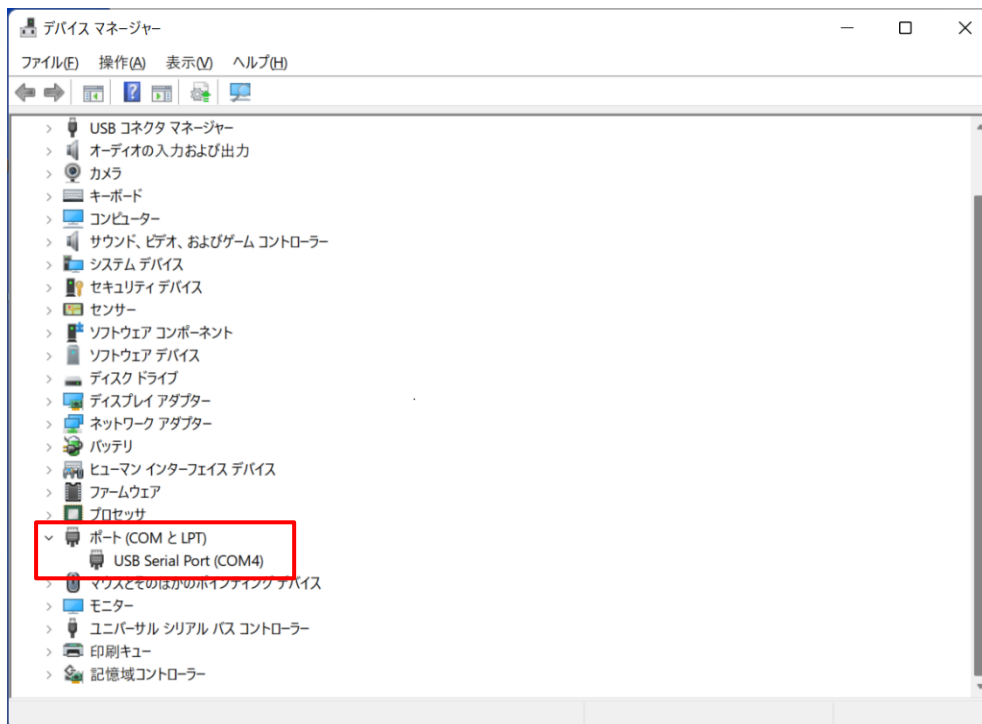 デバイス マネージャー
ファイル(F) 操作(A) 表示(V) ヘルプ(H)
USB コネクタ マネージャー
オーディオの入力および出力
カメラ
キーボード
コンピューター
サウンド、ビデオ、およびゲーム コントローラー
システム デバイス
セキュリティ デバイス
センサー
ソフトウェア コンポーネント
ソフトウェア デバイス
ディスク ドライブ
ディスプレイ アダプター
ネットワーク アダプター
バッテリ
ヒューマン インターフェイス デバイス
ファームウェア
プロセッサ
ポート (COM と LPT)
USB Serial Port (COM4)
マウスとそのほかのポインティング デバイス
モニター
ユニバーサル シリアル バス コントローラー
印刷キュー
記憶域コントローラー